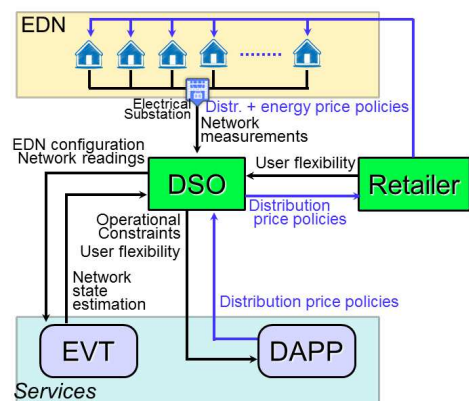 EDN
Electrical
Substation
Distr. + energy price policies
Network
measurements
EDN configuration
Network readings
User flexibility
DSO
Retailer
Operational
Constraints
User flexibility
Distribution
price policies
Network
state
estimation
Distribution price policies
EVT
DAPP
Services